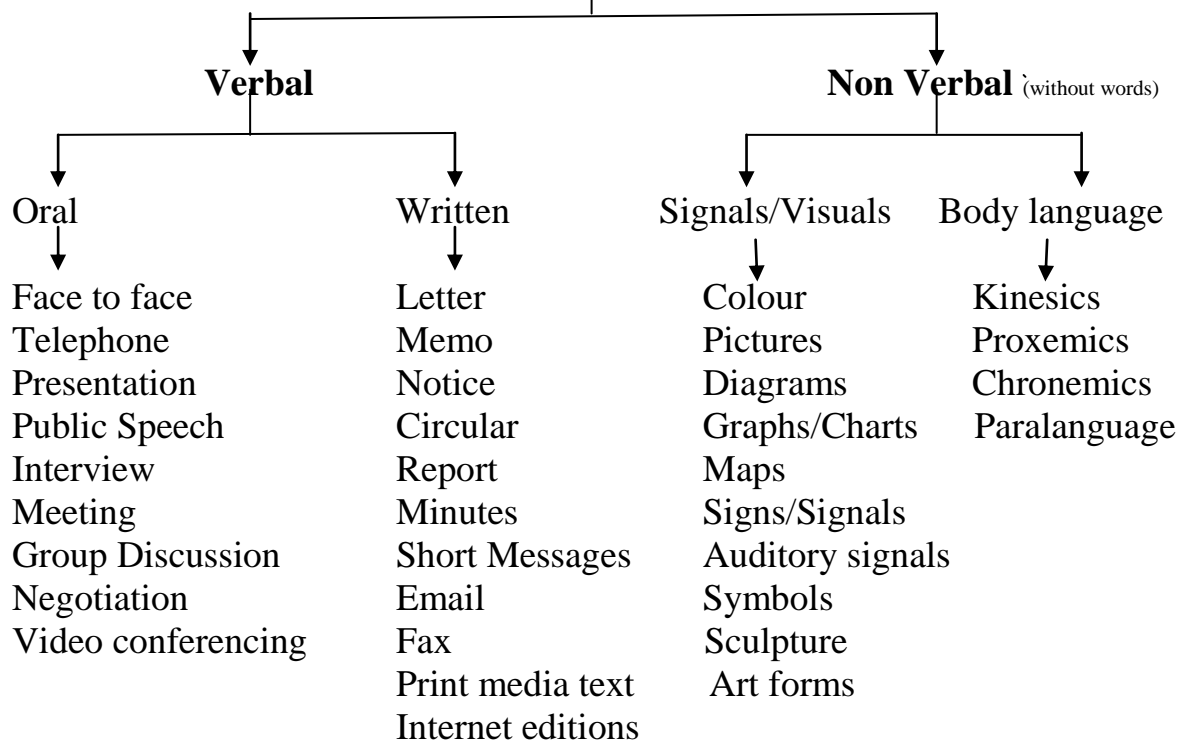 Verbal
Non Verbal `(without words)
Oral
Written
Signals/Visuals
Body language
Face to face
Telephone
Presentation
Public Speech
Interview
Meeting
Group Discussion
Negotiation
Video conferencing
Letter
Memo
Notice
Circular
Report
Minutes
Short Messages
Email
Fax
Print media text
Internet editions
Colour
Pictures
Diagrams
Graphs/Charts
Maps
Signs/Signals
Auditory signals
Symbols
Sculpture
Art forms
Kinesics
Proxemics
Chronemics
Paralanguage